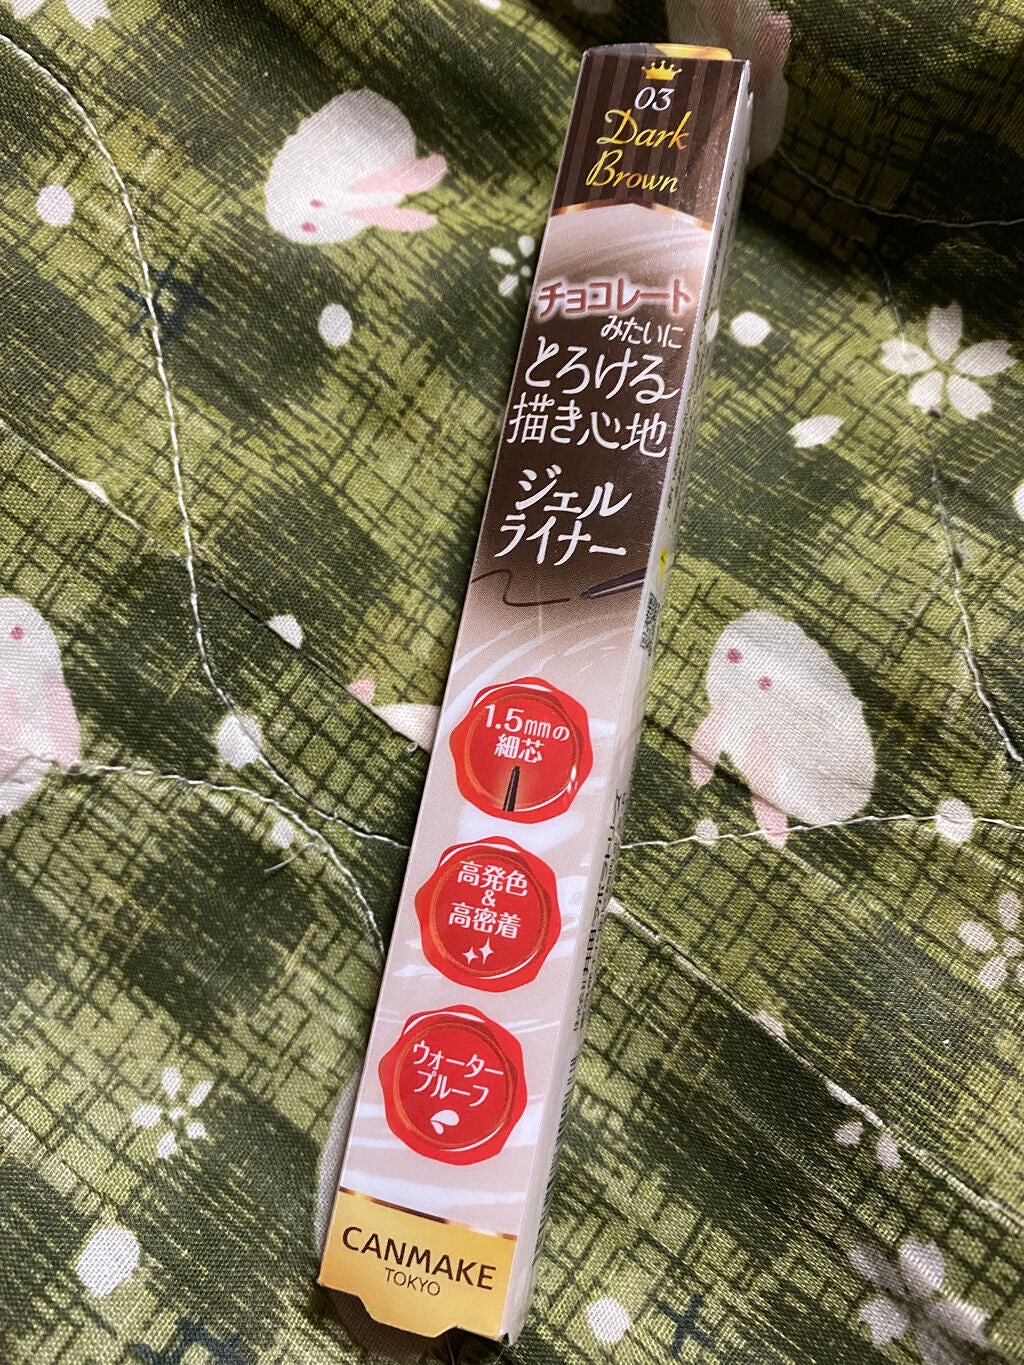 03
Dark
Brown
チョコレート
みたいに
とろける
描き心地
ジェル
ライナー
1.5mmの
細芯
高発色
&
高密着
ウォーター
プルーフ
CANMAKE
TOKYO